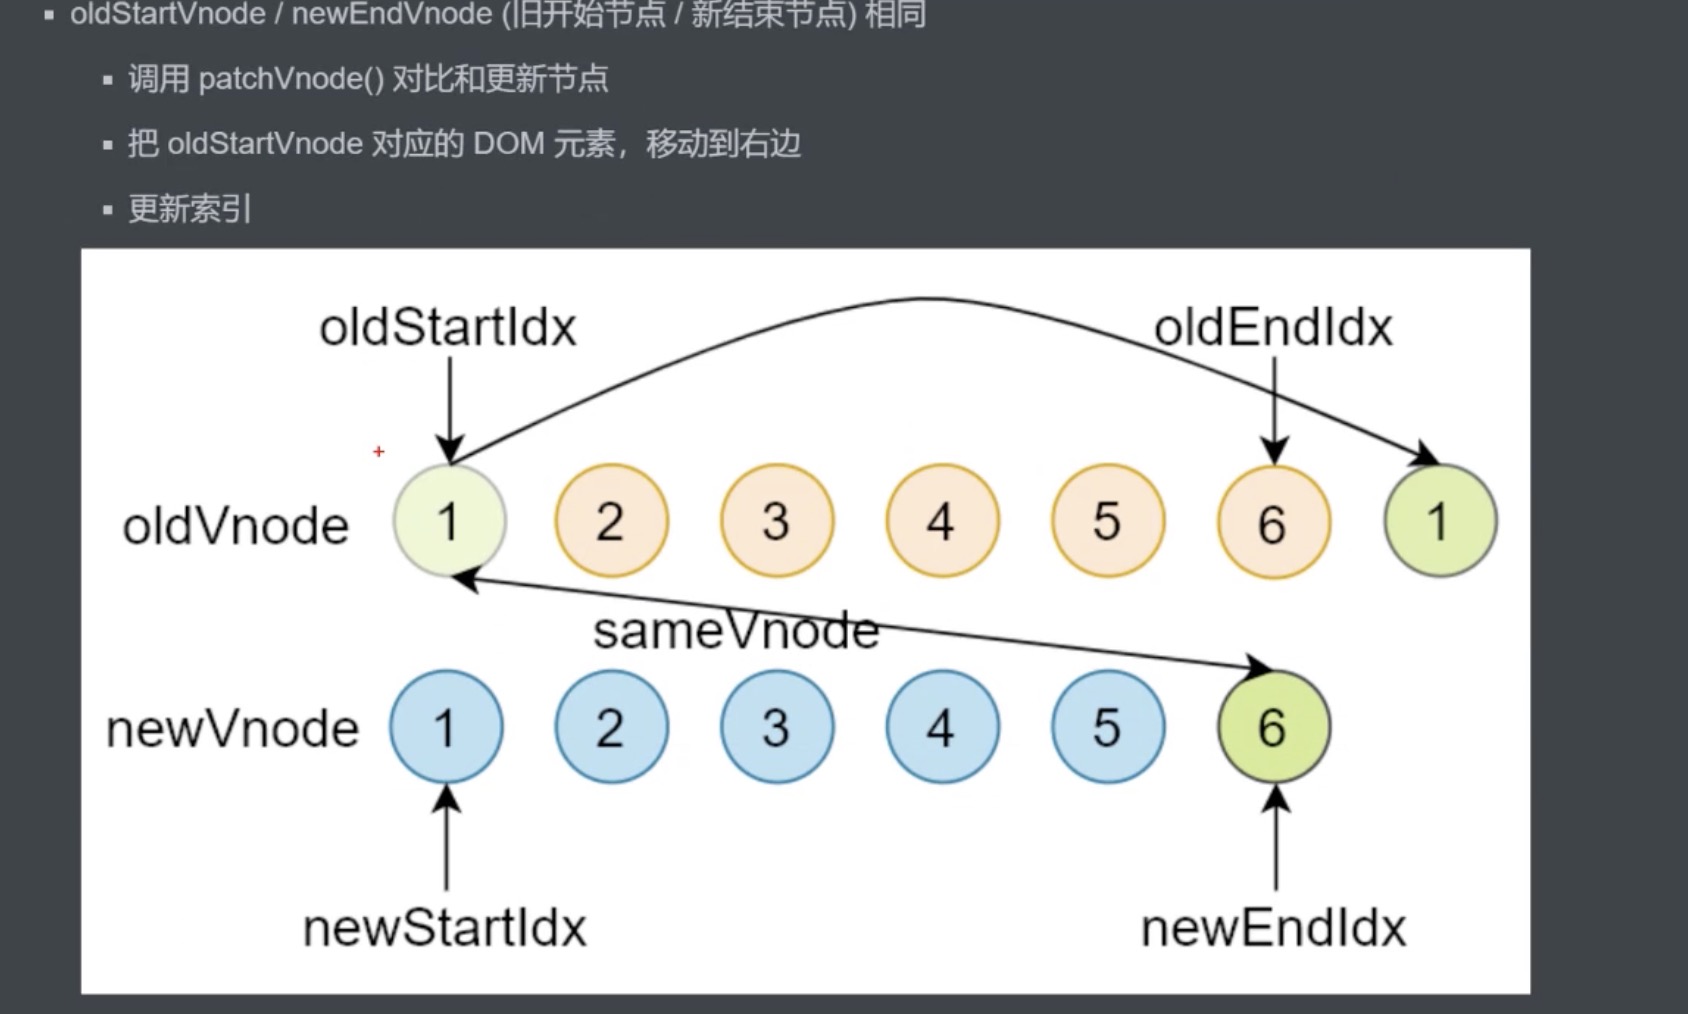 ▪ oldStartVnode / newEndVnode (旧开始节点 / 新结束节点) 相同
▪ 调用 patchVnode() 对比和更新节点
▪ 把 oldStartVnode 对应的 DOM 元素，移动到右边
▪ 更新索引
oldStartIdx oldEndIdx
oldVnode 1 2 3 4 5 6 1
sameVnode
newVnode 1 2 3 4 5 6
newStartIdx newEndIdx